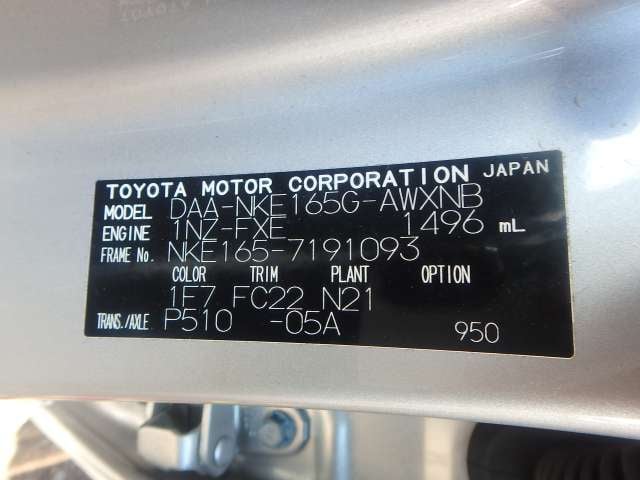 TOYOTA MOTOR CORPORATION JAPAN
MODEL DAA-NKE165G-AWXNB
ENGINE 1NZ-FXE 1496 mL
FRAME No. NKE165-7191093
COLOR TRIM PLANT OPTION
1F7 FC22 N21
TRANS./AXLE P510 -05A 950